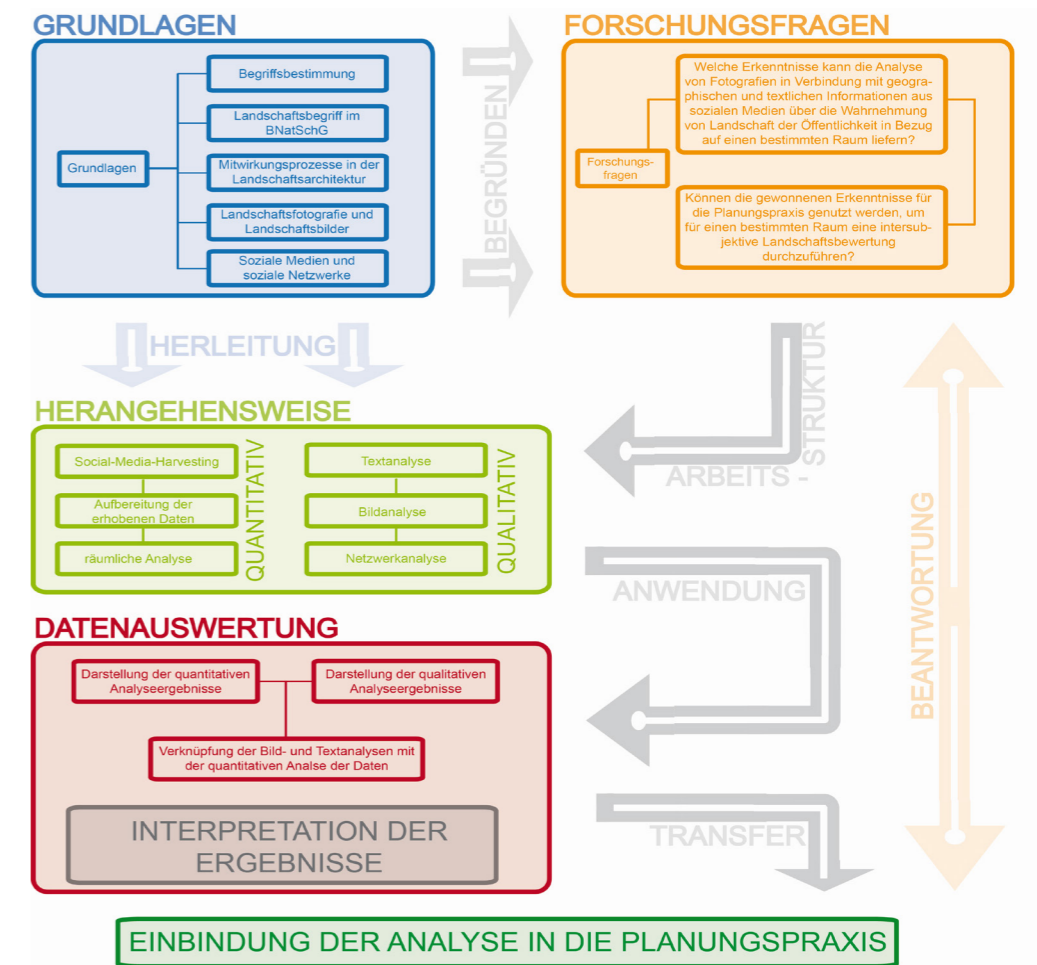 GRUNDLAGEN
Begriffsbestimmung
Landschaftsbegriff im
BNatSchG
Grundlagen
Mitwirkungsprozesse in der
Landschaftsarchitektur
Landschaftsfotografie und
Landschaftsbilder
Soziale Medien und
soziale Netzwerke
BEGRÜNDEN
FORSCHUNGSFRAGEN
Welche Erkenntnisse kann die Analyse
von Fotografien in Verbindung mit geogra-
phischen und textlichen Informationen aus
sozialen Medien über die Wahrnehmung
von Landschaft der Öffentlichkeit in Bezug
auf einen bestimmten Raum liefern?
Forschungs-
fragen
Können die gewonnenen Erkenntnisse für
die Planungspraxis genutzt werden, um
für einen bestimmten Raum eine intersub-
jektive Landschaftsbewertung
durchzuführen?
HERLEITUNG
ARBEITS -
STRUKTUR
HERANGEHENSWEISE
Social-Media-Harvesting
Aufbereitung der
erhobenen Daten
räumliche Analyse
QUANTITATIV
Textanalyse
Bildanalyse
Netzwerkanalyse
QUALITATIV
ANWENDUNG
BEANTWORTUNG
DATENAUSWERTUNG
Darstellung der quantitativen
Analyseergebnisse
Darstellung der qualitativen
Analyseergebnisse
Verknüpfung der Bild- und Textanalysen mit
der quantitativen Analse der Daten
INTERPRETATION DER
ERGEBNISSE
TRANSFER
EINBINDUNG DER ANALYSE IN DIE PLANUNGSPRAXIS